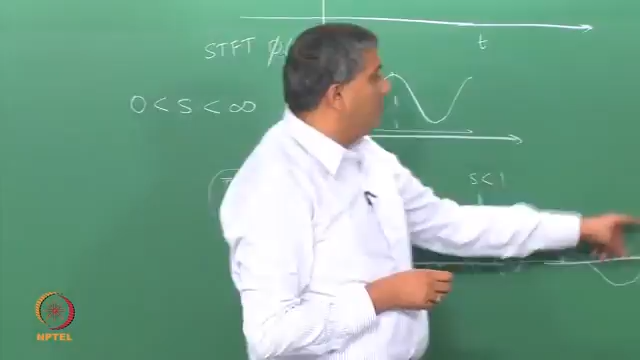 t
STFT
0 < s < ∞
s < 1
NPTEL